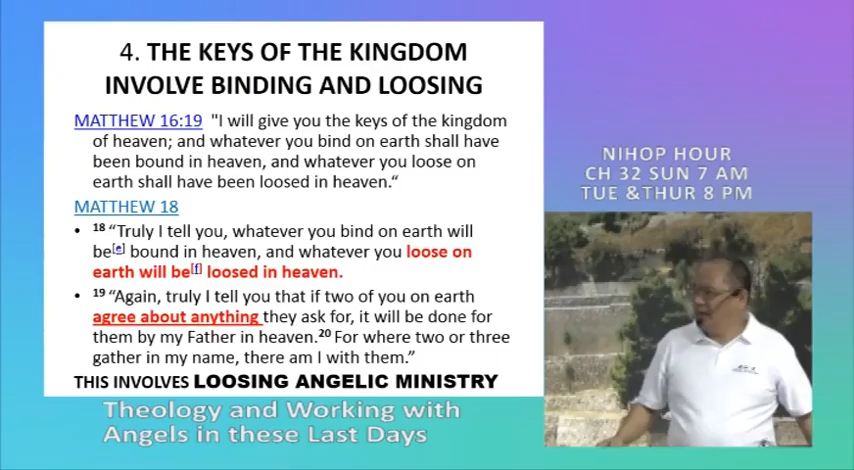 4. THE KEYS OF THE KINGDOM
INVOLVE BINDING AND LOOSING
MATTHEW 16:19 "I will give you the keys of the kingdom
of heaven; and whatever you bind on earth shall have
been bound in heaven, and whatever you loose on
earth shall have been loosed in heaven.“
MATTHEW 18
• 18 “Truly I tell you, whatever you bind on earth will
be[e] bound in heaven, and whatever you loose on
earth will be[f] loosed in heaven.
• 19 “Again, truly I tell you that if two of you on earth
agree about anything they ask for, it will be done for
them by my Father in heaven. 20 For where two or three
gather in my name, there am I with them.”
THIS INVOLVES LOOSING ANGELIC MINISTRY
Theology and Working with
Angels in these Last Days
NIHOP HOUR
CH 32 SUN 7 AM
TUE &THUR 8 PM